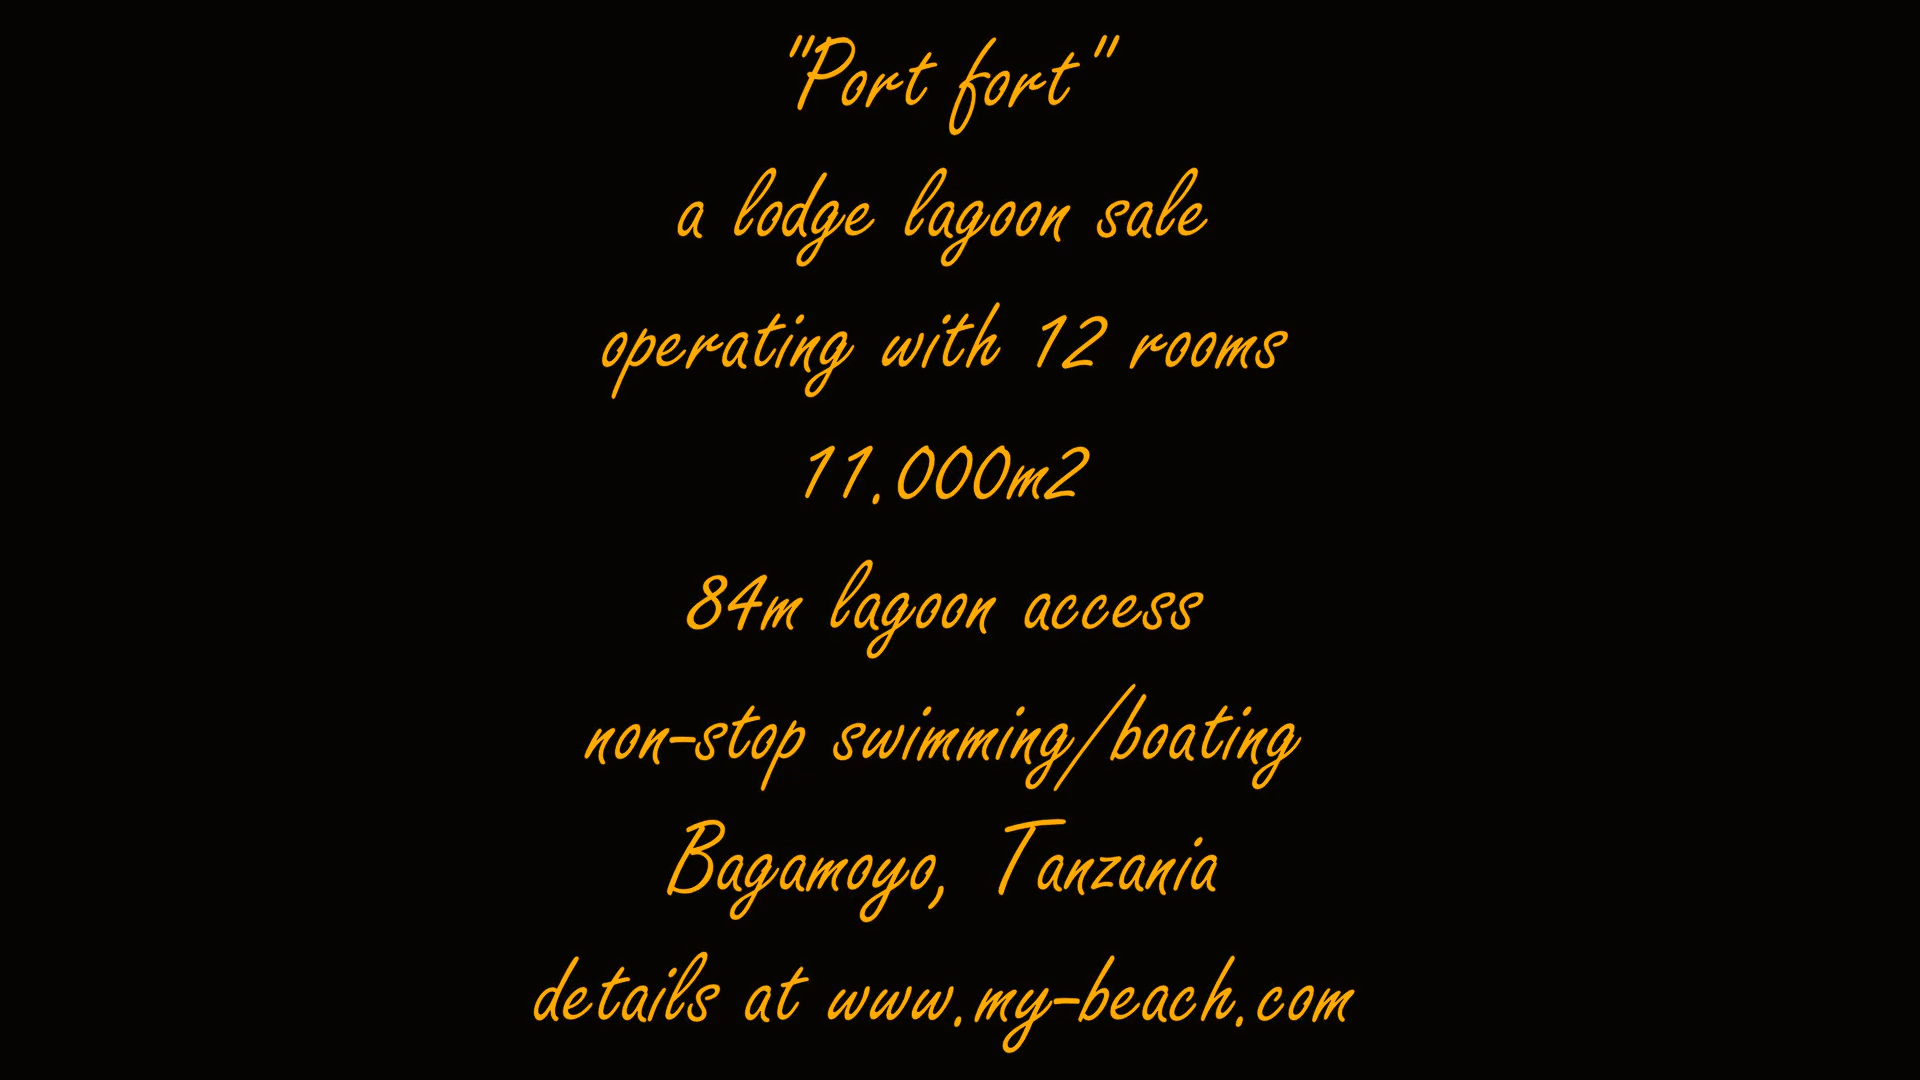 "Port fort"
a lodge lagoon sale
operating with 12 rooms
11.000m2
84m lagoon access
non-stop swimming/boating
Bagamoyo, Tanzania
details at www.my-beach.com